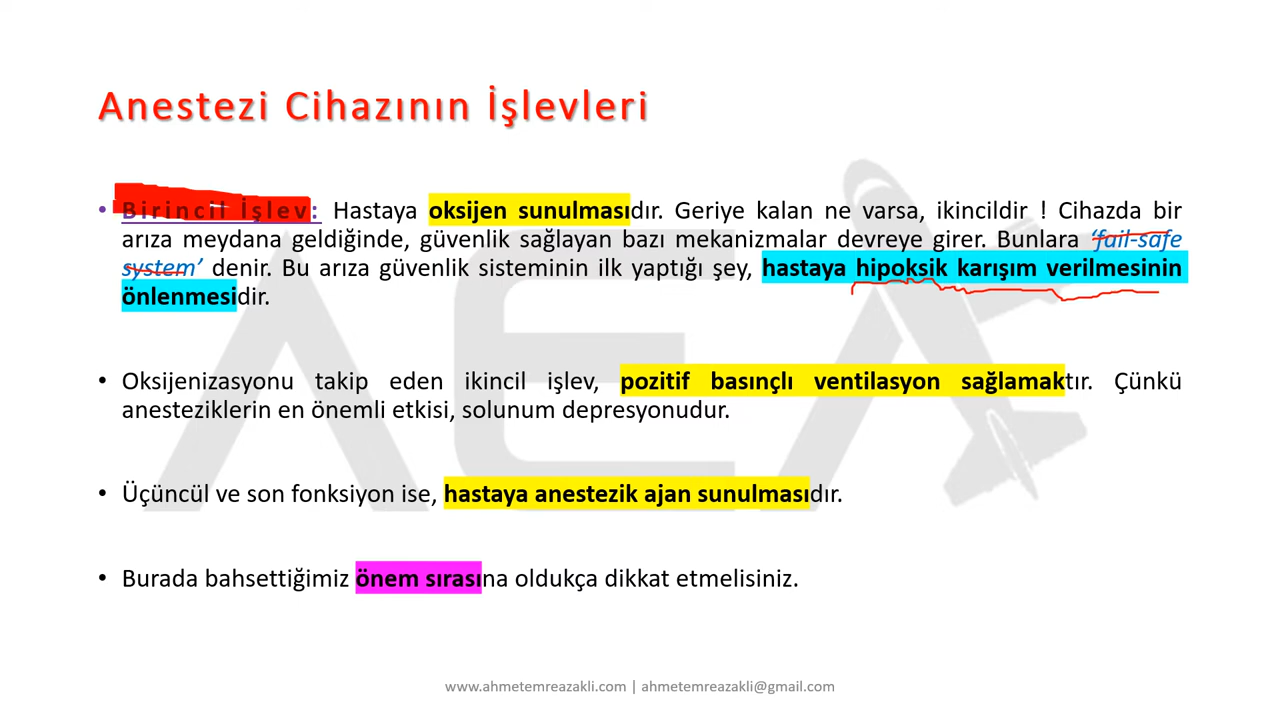 Anestezi Cihazının İşlevleri
• Birincil İşlev: Hastaya oksijen sunulmasıdır. Geriye kalan ne varsa, ikincildir ! Cihazda bir
arıza meydana geldiğinde, güvenlik sağlayan bazı mekanizmalar devreye girer. Bunlara ‘fail-safe
system’ denir. Bu arıza güvenlik sisteminin ilk yaptığı şey, hastaya hipoksik karışım verilmesinin
önlenmesidir.
• Oksijenizasyonu takip eden ikincil işlev, pozitif basınçlı ventilasyon sağlamaktır. Çünkü
anesteziklerin en önemli etkisi, solunum depresyonudur.
• Üçüncül ve son fonksiyon ise, hastaya anestezik ajan sunulmasıdır.
• Burada bahsettiğimiz önem sırasına oldukça dikkat etmelisiniz.
AEA
www.ahmetemreazakli.com | ahmetemreazakli@gmail.com